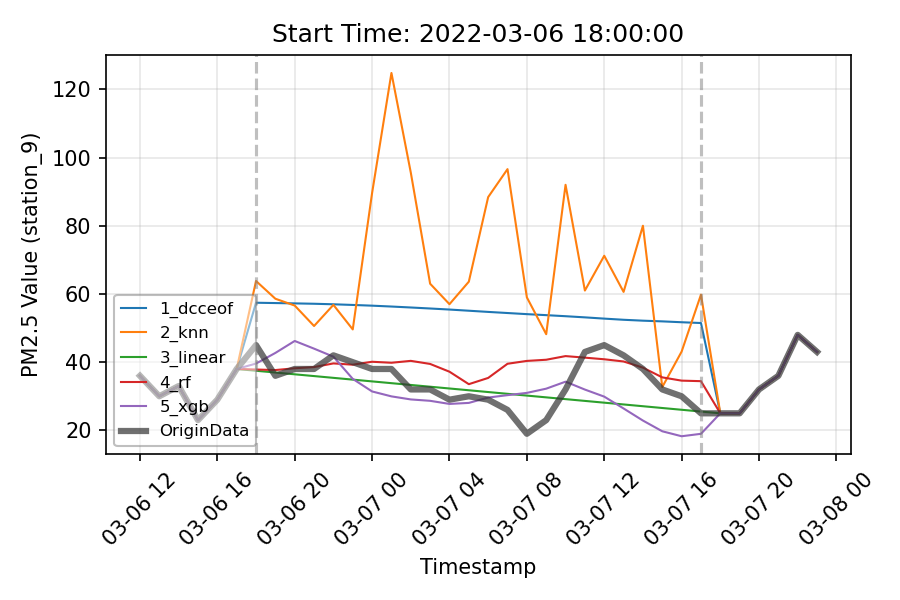 Start Time: 2022-03-06 18:00:00
PM2.5 Value (station_9)
120
100
80
60
40
20
1_dcceof
2_knn
3_linear
4_rf
5_xgb
OriginData
03-06 12
03-06 16
03-06 20
03-07 00
03-07 04
03-07 08
03-07 12
03-07 16
03-07 20
03-08 00
Timestamp